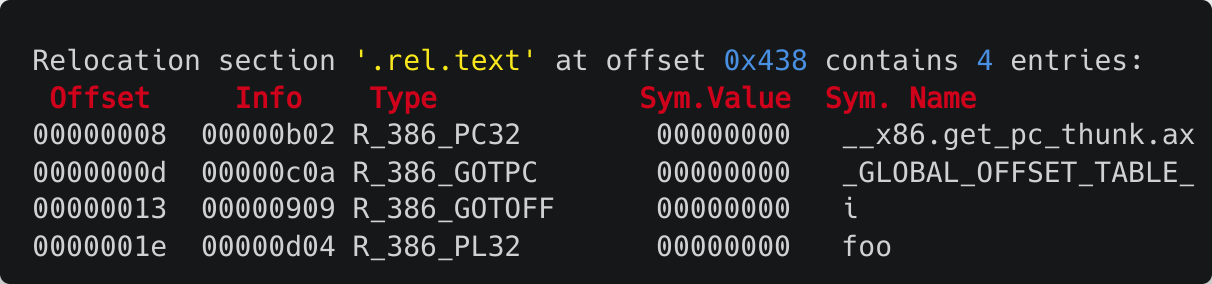 Relocation section '.rel.text' at offset 0x438 contains 4 entries:
Offset Info Type Sym.Value Sym. Name
00000008 00000b02 R_386_PC32 00000000 __x86.get_pc_thunk.ax
0000000d 00000c0a R_386_GOTPC 00000000 _GLOBAL_OFFSET_TABLE_
00000013 00000909 R_386_GOTOFF 00000000 i
0000001e 00000d04 R_386_PL32 00000000 foo